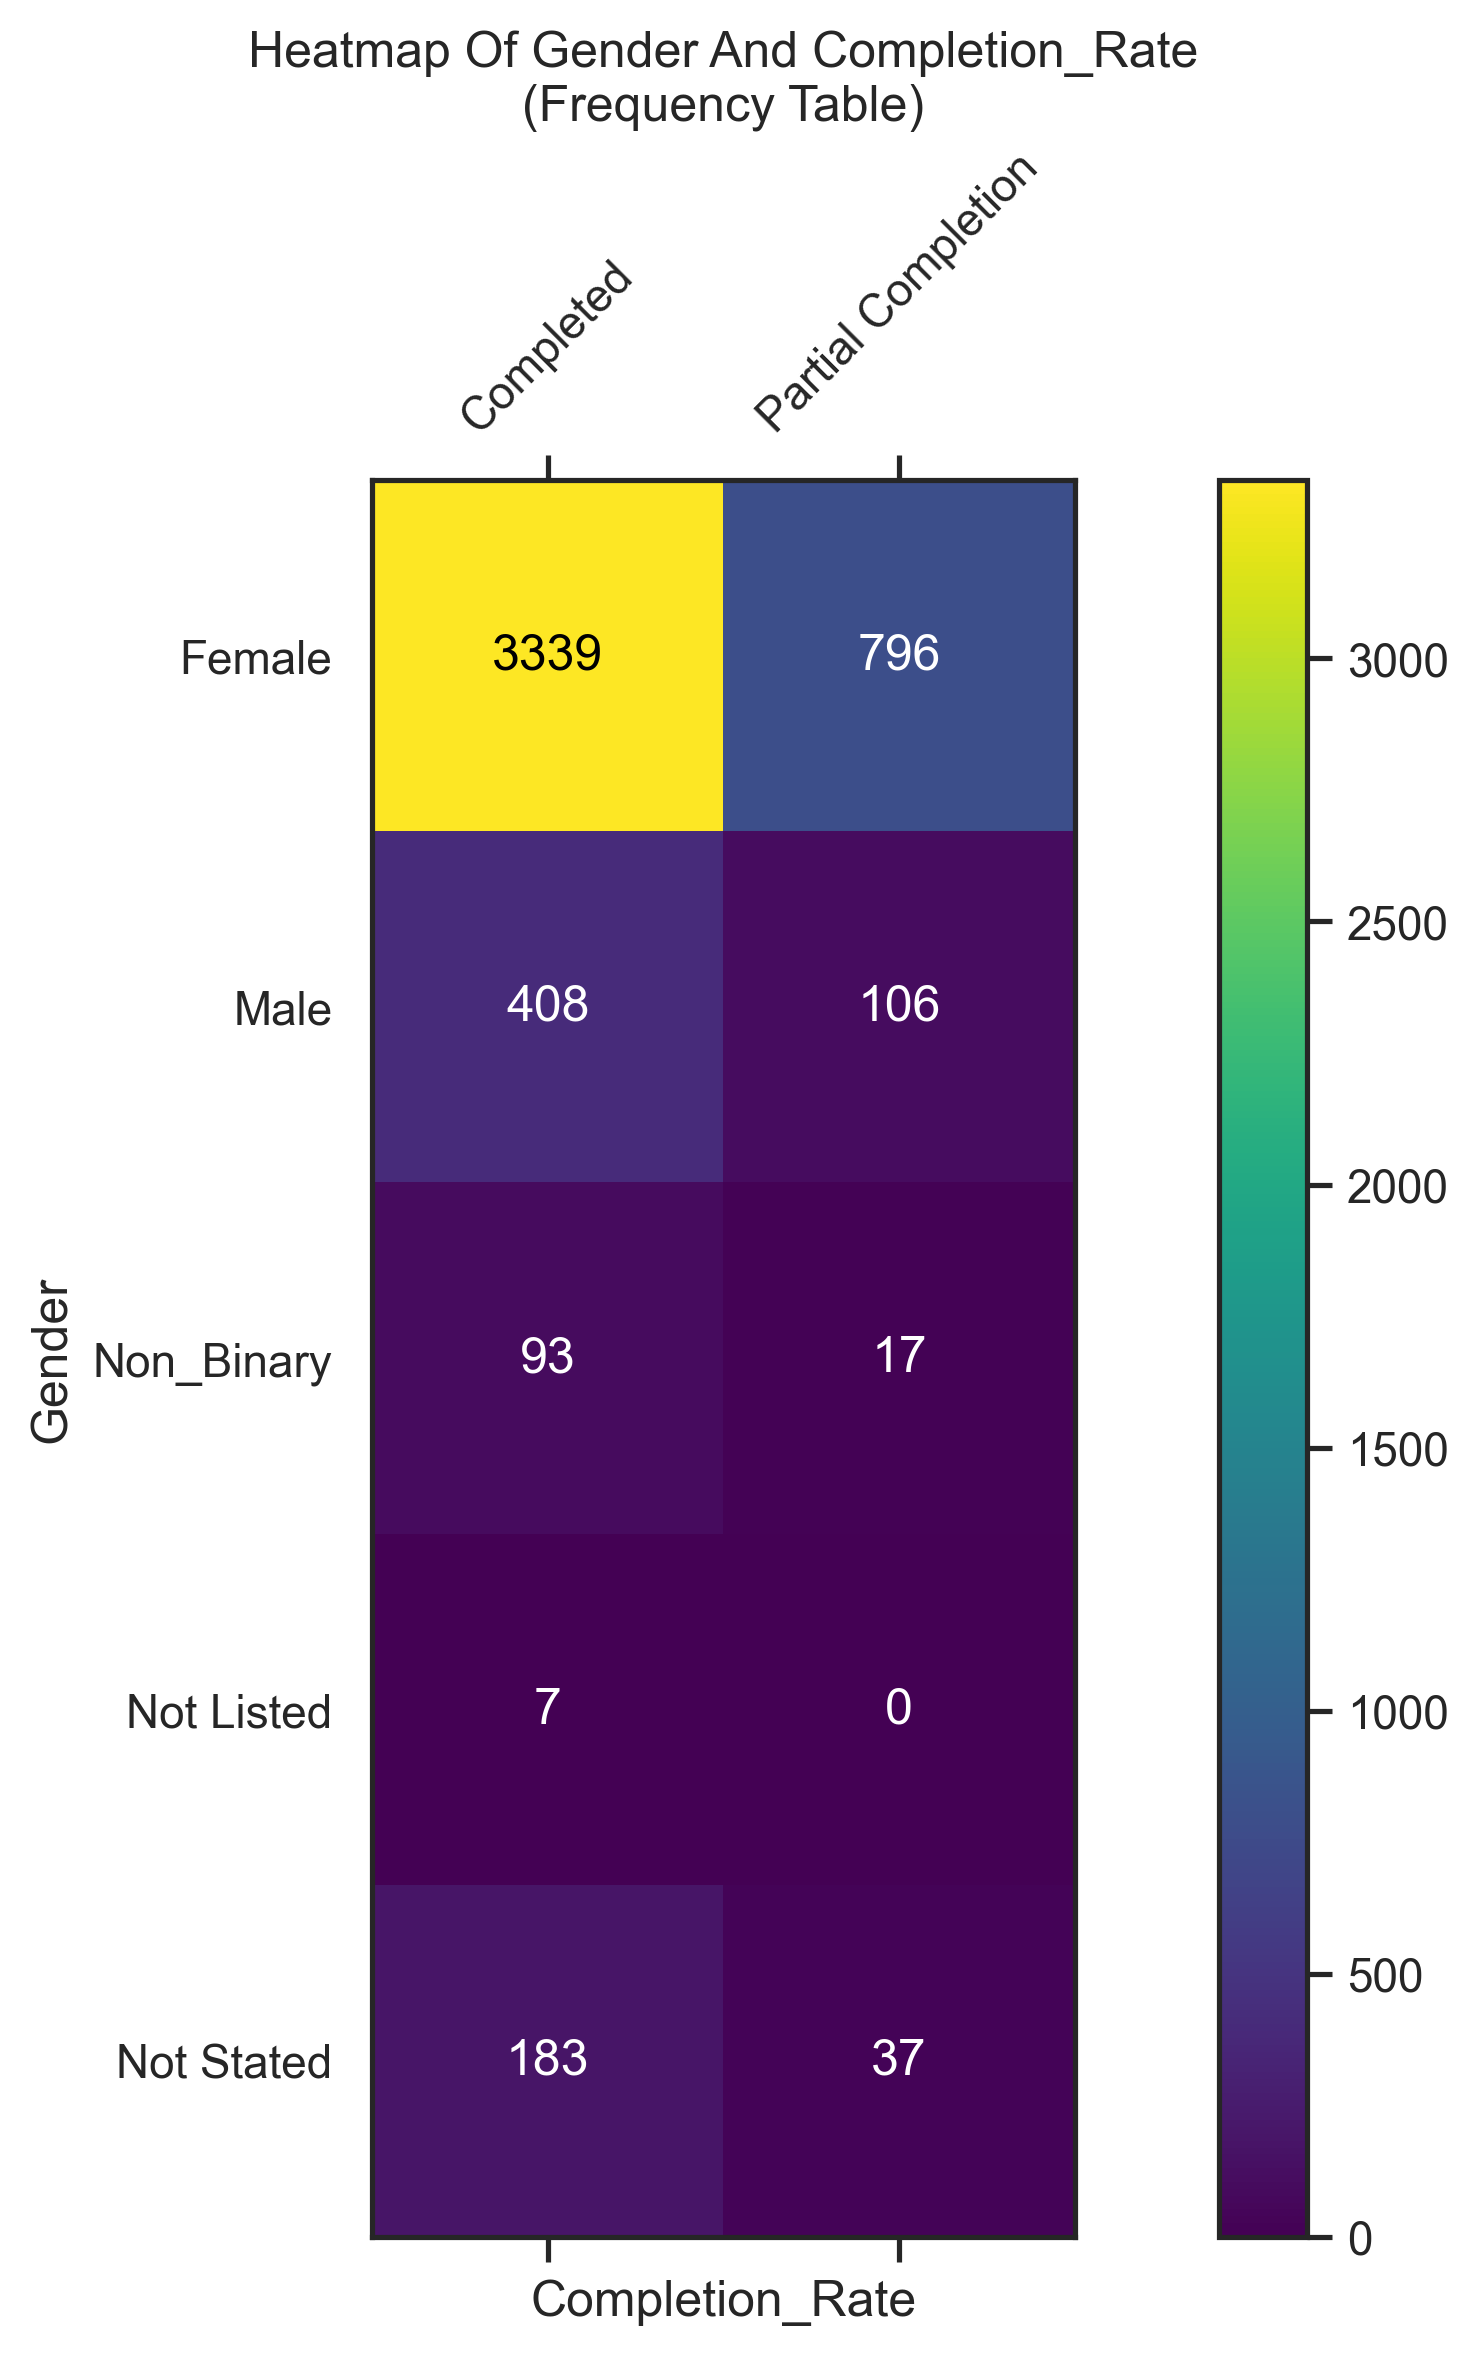 Heatmap Of Gender And Completion_Rate
(Frequency Table)
Completed
Partial Completion
Female
3339
796
3000
2500
Male
408
106
2000
Gender
Non_Binary
93
17
1500
Not Listed
7
0
1000
500
Not Stated
183
37
0
Completion_Rate